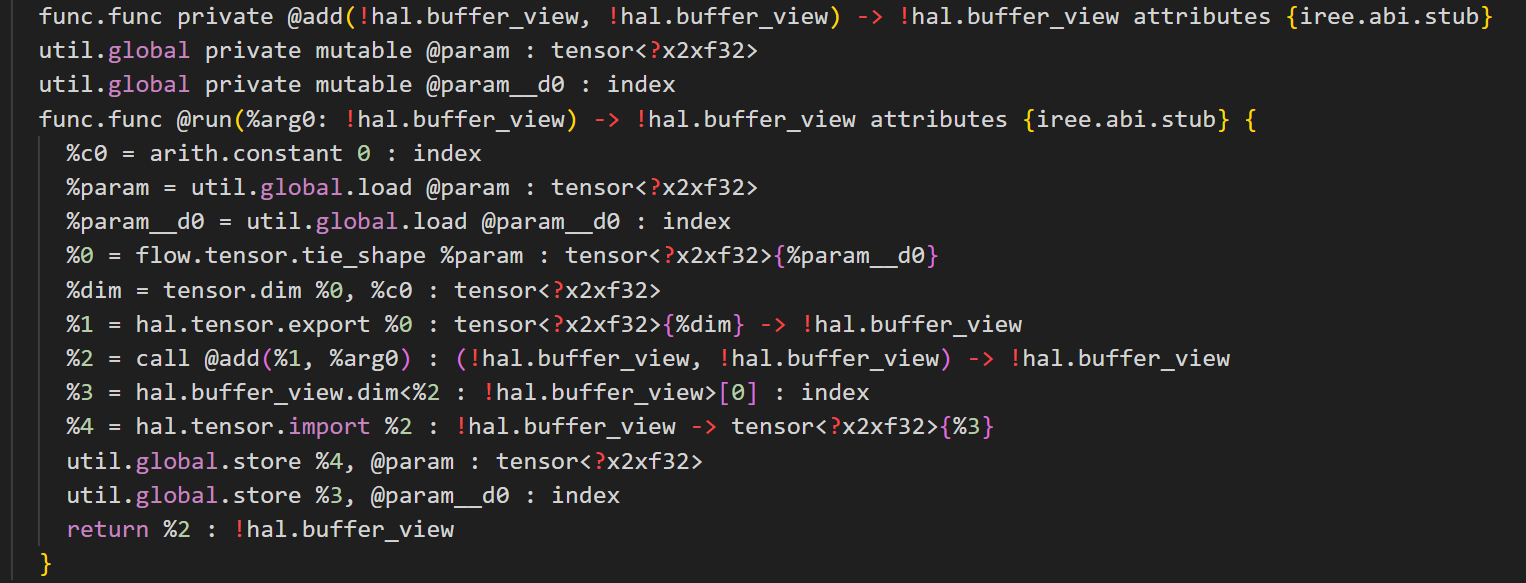 func.func private @add(!hal.buffer_view, !hal.buffer_view) -> !hal.buffer_view attributes {iree.abi.stub}
util.global private mutable @param : tensor<?x2xf32>
util.global private mutable @param__d0 : index
func.func @run(%arg0: !hal.buffer_view) -> !hal.buffer_view attributes {iree.abi.stub} {
  %c0 = arith.constant 0 : index
  %param = util.global.load @param : tensor<?x2xf32>
  %param__d0 = util.global.load @param__d0 : index
  %0 = flow.tensor.tie_shape %param : tensor<?x2xf32>{%param__d0}
  %dim = tensor.dim %0, %c0 : tensor<?x2xf32>
  %1 = hal.tensor.export %0 : tensor<?x2xf32>{%dim} -> !hal.buffer_view
  %2 = call @add(%1, %arg0) : (!hal.buffer_view, !hal.buffer_view) -> !hal.buffer_view
  %3 = hal.buffer_view.dim<%2 : !hal.buffer_view>[0] : index
  %4 = hal.tensor.import %2 : !hal.buffer_view -> tensor<?x2xf32>{%3}
  util.global.store %4, @param : tensor<?x2xf32>
  util.global.store %3, @param__d0 : index
  return %2 : !hal.buffer_view
}